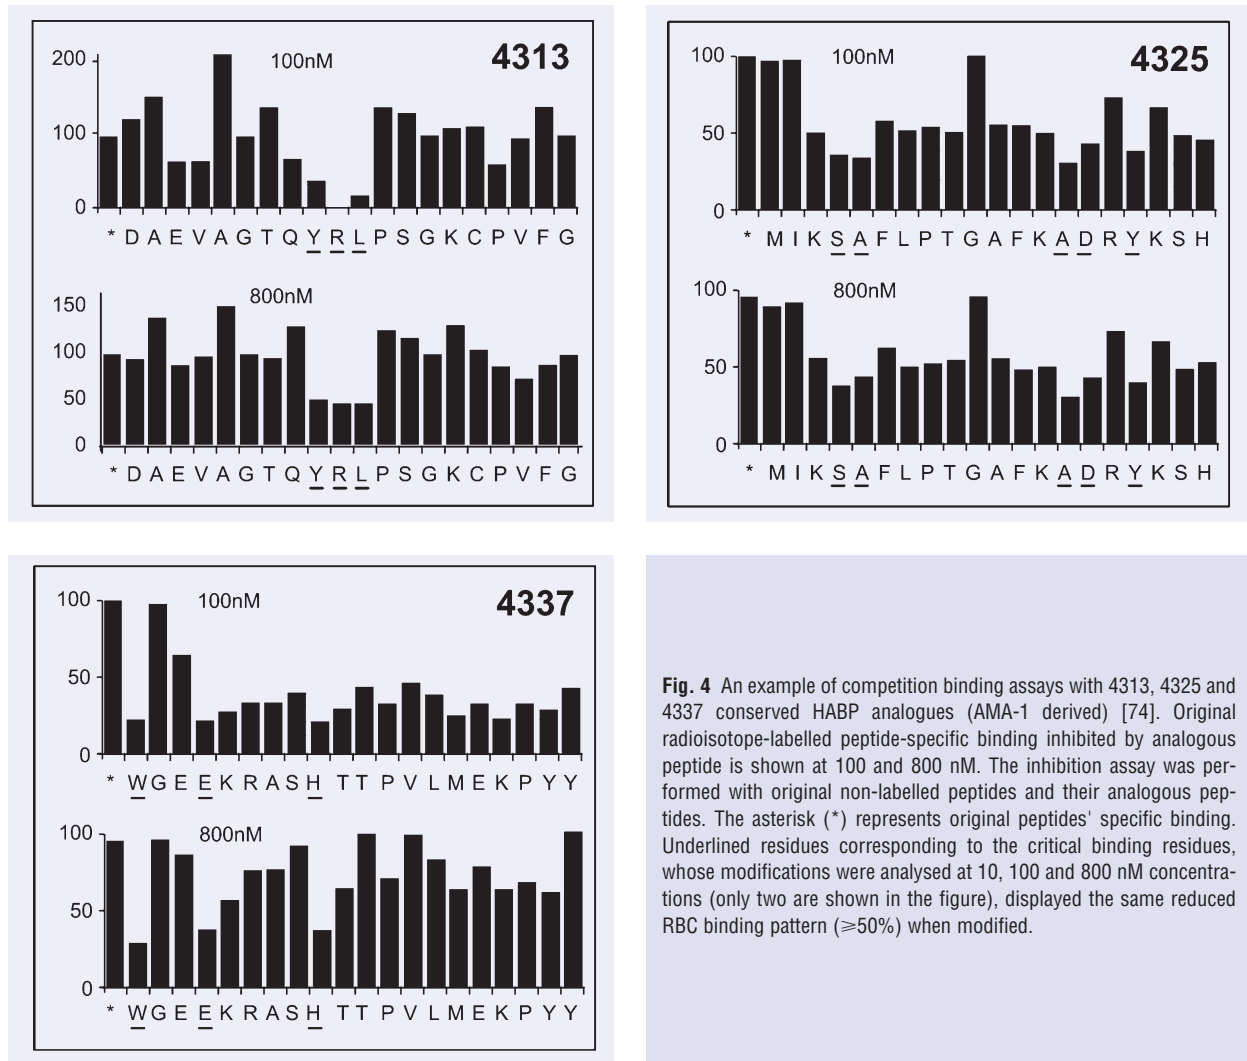 4313
100nM
200
100
0
* D A E V A G T Q Y R L P S G K C P V F G
800nM
150
100
50
0
* D A E V A G T Q Y R L P S G K C P V F G
4325
100nM
100
50
0
* M I K S A F L P T G A F K A D R Y K S H
800nM
100
50
0
* M I K S A F L P T G A F K A D R Y K S H
4337
100nM
100
50
0
* W G E E K R A S H T T P V L M E K P Y Y
800nM
100
50
0
* W G E E K R A S H T T P V L M E K P Y Y
Fig. 4 An example of competition binding assays with 4313, 4325 and
4337 conserved HABP analogues (AMA-1 derived) [74]. Original
radioisotope-labelled peptide-specific binding inhibited by analogous
peptide is shown at 100 and 800 nM. The inhibition assay was per-
formed with original non-labelled peptides and their analogous pep-
tides. The asterisk (*) represents original peptides' specific binding.
Underlined residues corresponding to the critical binding residues,
whose modifications were analysed at 10, 100 and 800 nM concentra-
tions (only two are shown in the figure), displayed the same reduced
RBC binding pattern (⩾50%) when modified.